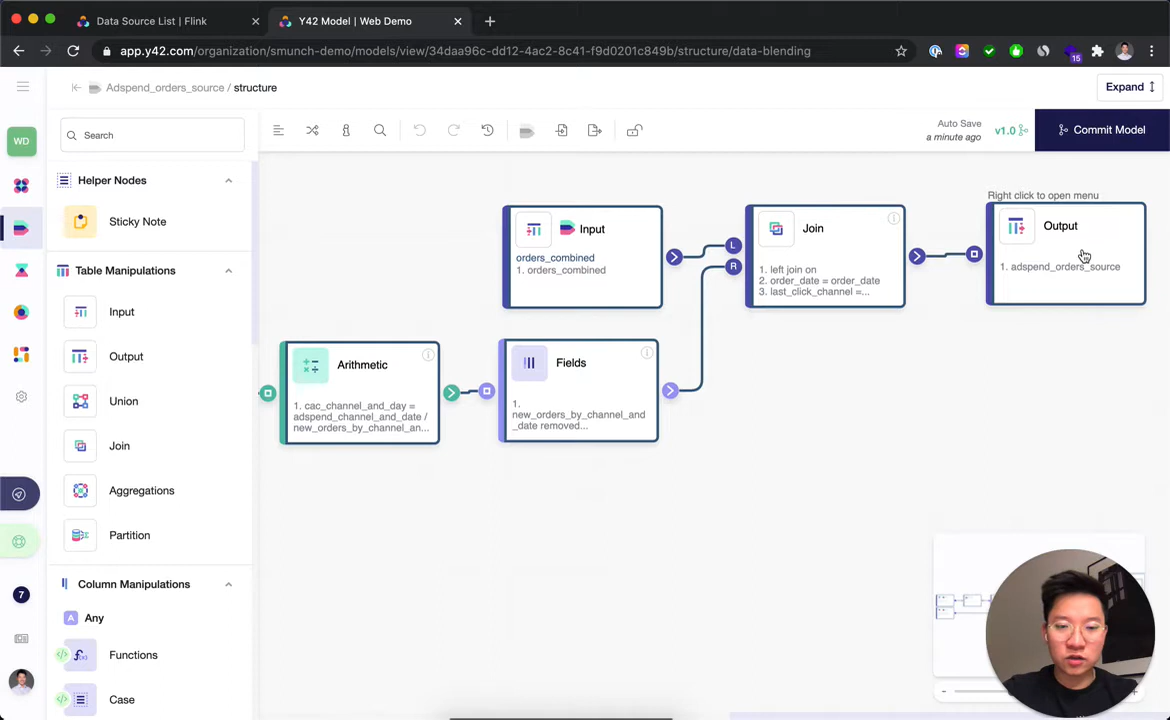 Data Source List | Flink
Y42 Model | Web Demo
app.y42.com/organization/smunch-demo/models/view/34daa96c-dd12-4ac2-8c41-f9d0201c849b/structure/data-blending
15
Adspend_orders_source / structure
Expand
WD
Search
Auto Save
a minute ago
v1.0
Commit Model
Helper Nodes
Sticky Note
Table Manipulations
Input
Output
Union
Join
Aggregations
Partition
Column Manipulations
A Any
Functions
Case
7
Input
orders_combined
1. orders_combined
L
R
Join
1. left join on
2. order_date = order_date
3. last_click_channel =...
Right click to open menu
Output
1. adspend_orders_source
Arithmetic
1. cac_channel_and_day =
adspend_channel_and_date /
new_orders_by_channel_an...
Fields
1.
new_orders_by_channel_and
_date removed...